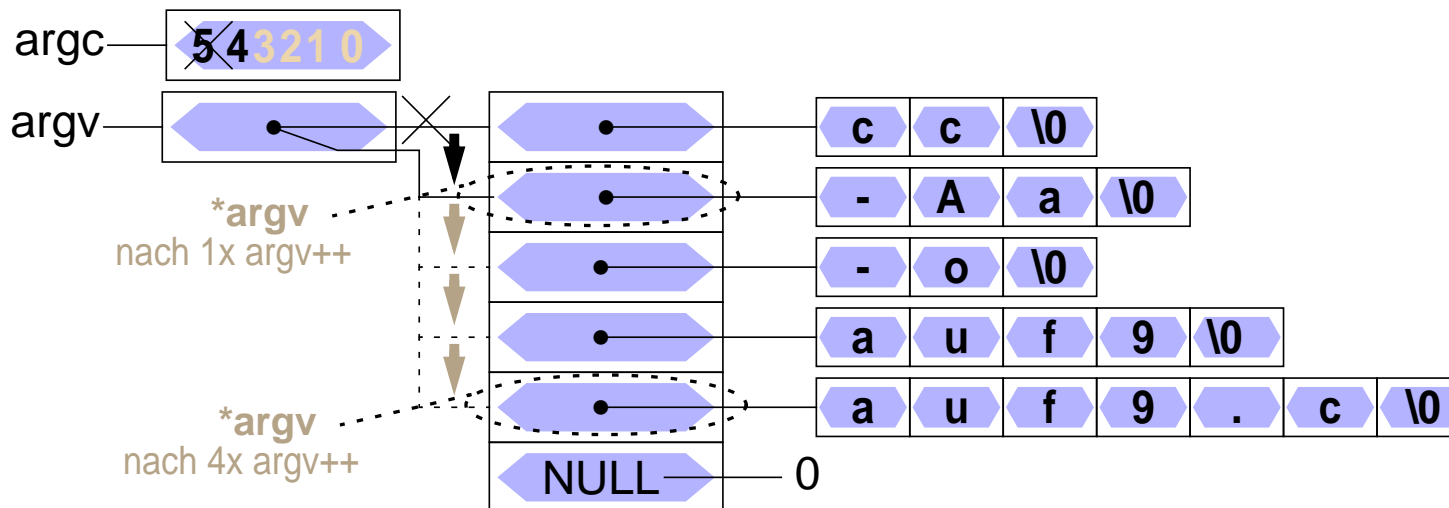 argc 5 4 3 2 1 0
argv c c \0
- A a \0
*argv
nach 1x argv++
- o \0
a u f 9 \0
a u f 9 . c \0
*argv
nach 4x argv++
NULL 0